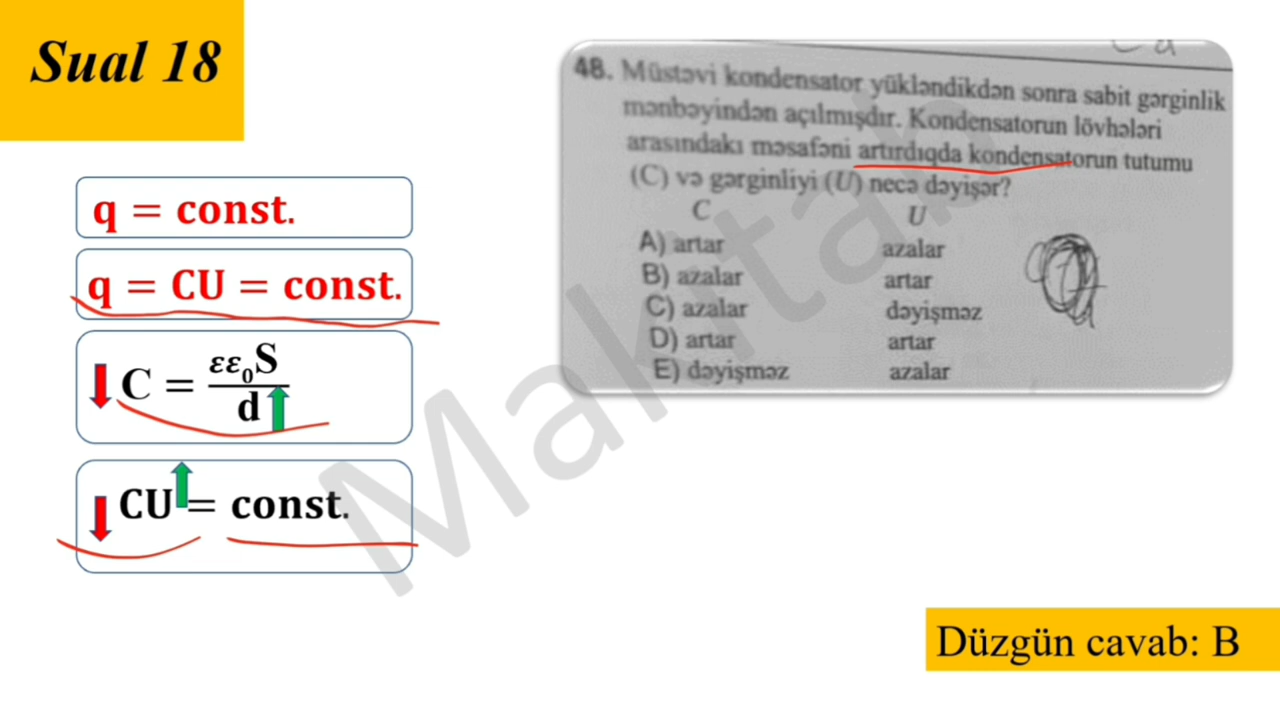 Sual 18
q = const.
q = CU = const.
C = εε₀S / d
CU = const.
48. Müstəvi kondensator yükləndikdən sonra sabit gərginlik
mənbəyindən açılmışdır. Kondensatorun lövhələri
arasındakı məsafəni artırdıqda kondensatorun tutumu
(C) və gərginliyi (U) necə dəyişər?
C U
A) artar azalar
B) azalar artar
C) azalar dəyişməz
D) artar artar
E) dəyişməz azalar
Düzgün cavab: B
Maktab